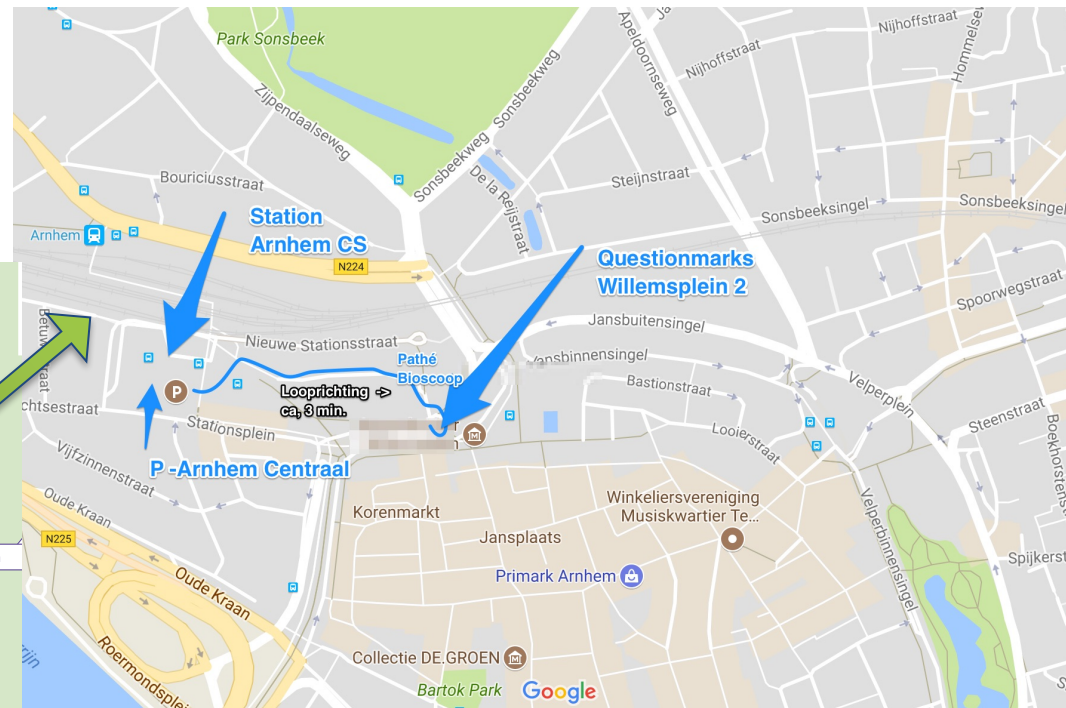 Park Sonsbeek
Zijpendaalseweg
Sonsbeekweg
Sonsbeekweg
Apeldoornseweg
Nijhoffstraat
Nijhoffstraat
De la Reijstraat
Steijnstraat
Sonsbeeksingel
Sonsbeeksingel
Bouriciusstraat
Station
Arnhem CS
Arnhem
N224
Questionmarks
Willemsplein 2
Spoorwegstraat
Jansbuitensingel
Nieuwe Stationsstraat
Pathé
Bioscoop
Jansbinnensingel
Bastionstraat
Velperplein
P
Looprichting ->
ca, 3 min.
Stationsplein
Looierstraat
Steenstraat
P -Arnhem Centraal
Vijfzinnenstraat
Oude Kraan
N225
Oude Kraan
Korenmarkt
Jansplaats
Winkeliersvereniging
Musiskwartier Te...
Velperbinnensingel
Primark Arnhem
Collectie DE.GROEN
Bartok Park
Google